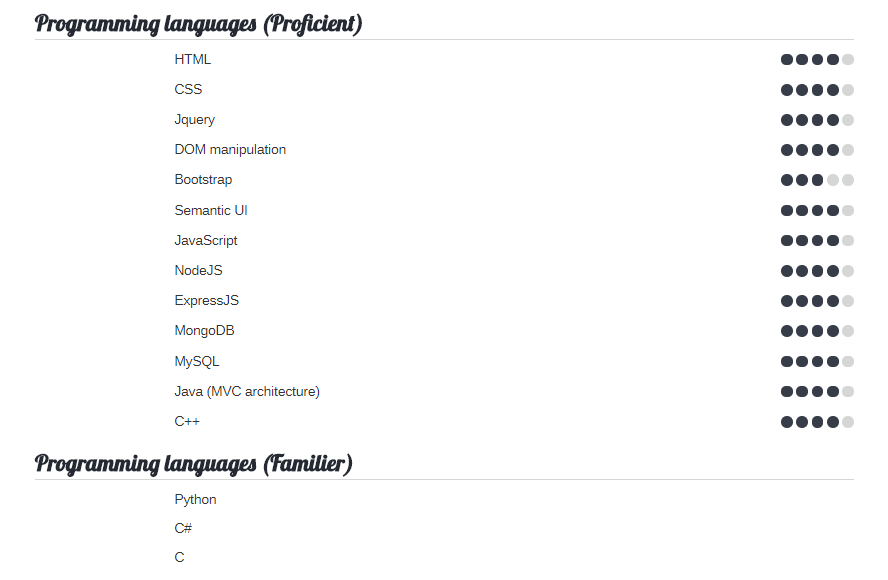 Programming languages (Proficient)
HTML
CSS
Jquery
DOM manipulation
Bootstrap
Semantic UI
JavaScript
NodeJS
ExpressJS
MongoDB
MySQL
Java (MVC architecture)
C++
Programming languages (Familier)
Python
C#
C